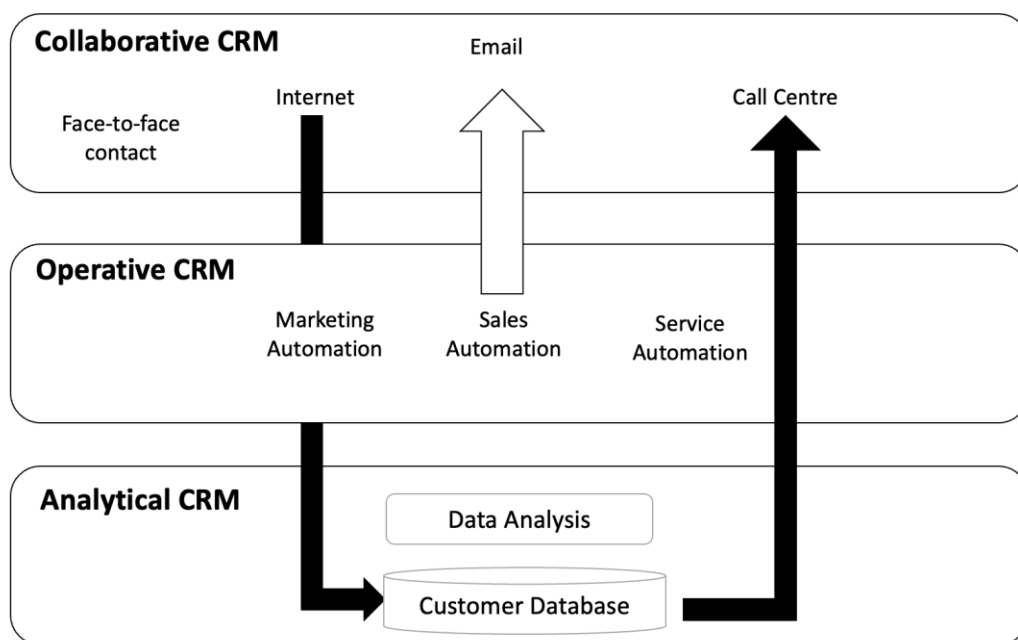 Collaborative CRM
Email
Internet
Call Centre
Face-to-face
contact
Operative CRM
Marketing
Automation
Sales
Automation
Service
Automation
Analytical CRM
Data Analysis
Customer Database